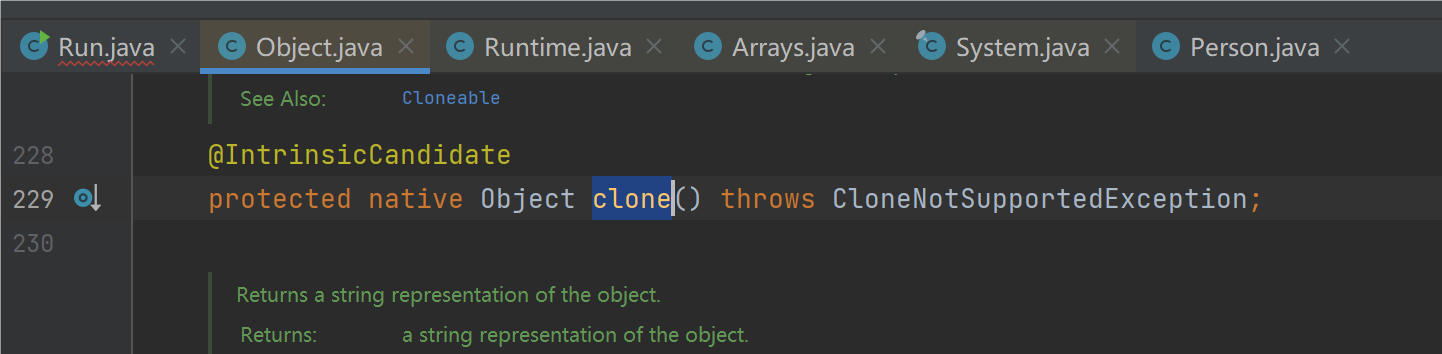 Run.java Object.java Runtime.java Arrays.java System.java Person.java
See Also: Cloneable
228 @IntrinsicCandidate
229 protected native Object clone() throws CloneNotSupportedException;
230
Returns a string representation of the object.
Returns: a string representation of the object.